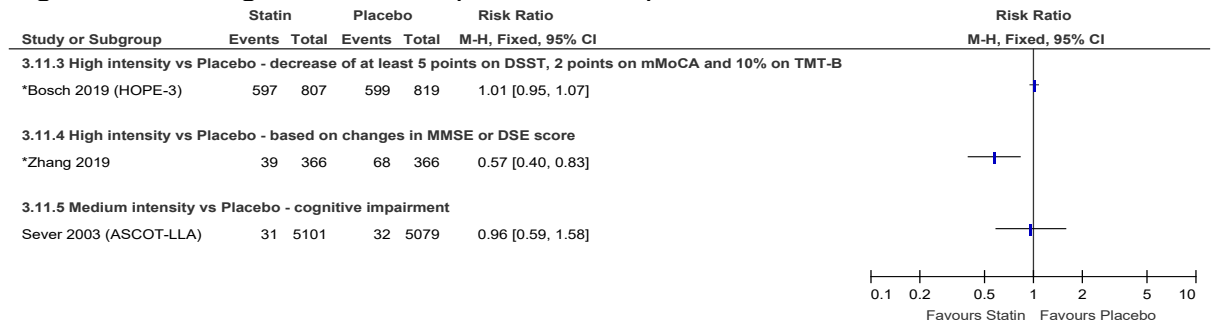 Statin Placebo Risk Ratio Risk Ratio
Study or Subgroup Events Total Events Total M-H, Fixed, 95% CI M-H, Fixed, 95% CI
3.11.3 High intensity vs Placebo - decrease of at least 5 points on DSST, 2 points on mMoCA and 10% on TMT-B
*Bosch 2019 (HOPE-3) 597 807 599 819 1.01 [0.95, 1.07]
3.11.4 High intensity vs Placebo - based on changes in MMSE or DSE score
*Zhang 2019 39 366 68 366 0.57 [0.40, 0.83]
3.11.5 Medium intensity vs Placebo - cognitive impairment
Sever 2003 (ASCOT-LLA) 31 5101 32 5079 0.96 [0.59, 1.58]
0.1 0.2 0.5 1 2 5 10
Favours Statin Favours Placebo